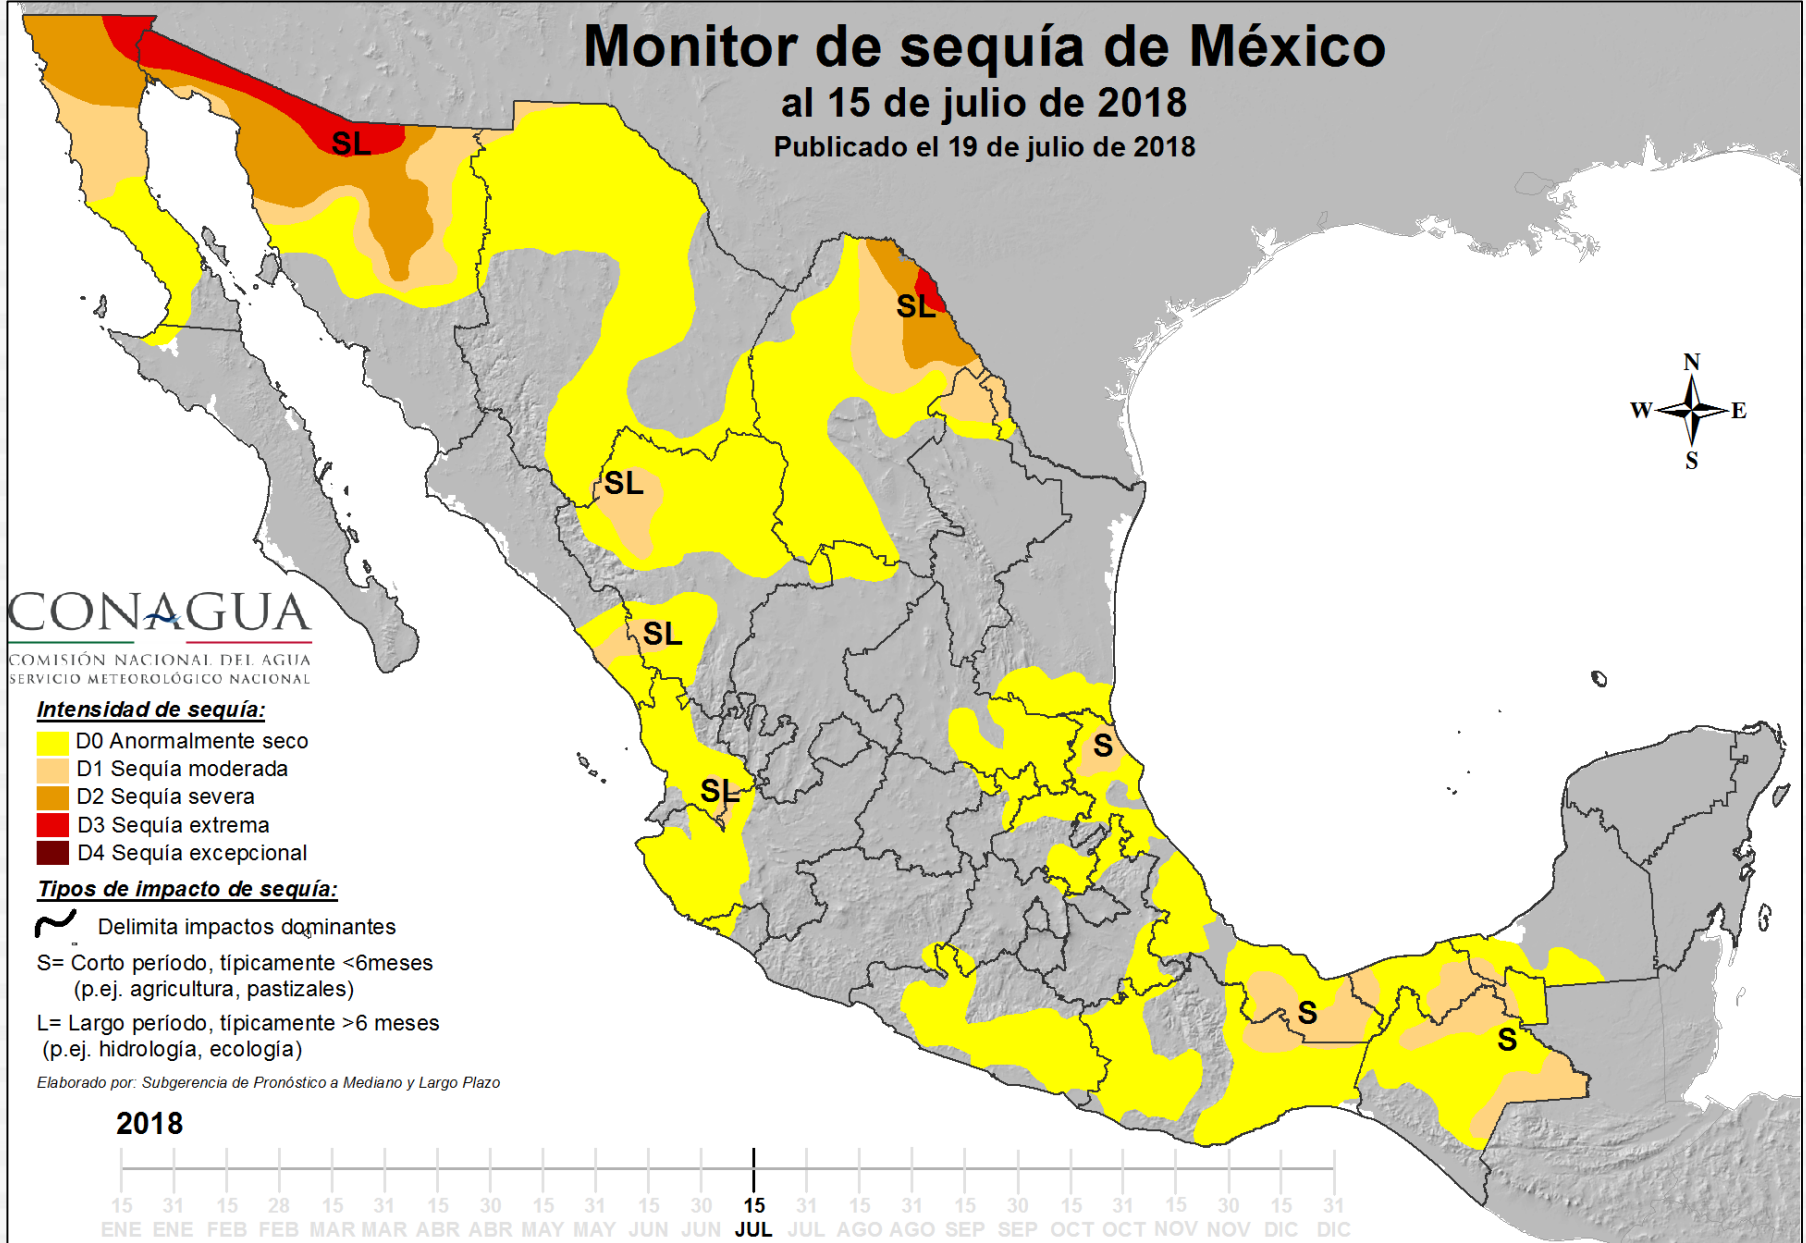 Monitor de sequía de México
al 15 de julio de 2018
Publicado el 19 de julio de 2018
SL
SL
SL
SL
SL
S
S
S
N
W E
S
CONAGUA
COMISIÓN NACIONAL DEL AGUA
SERVICIO METEOROLÓGICO NACIONAL
Intensidad de sequía:
D0 Anormalmente seco
D1 Sequía moderada
D2 Sequía severa
D3 Sequía extrema
D4 Sequía excepcional
Tipos de impacto de sequía:
Delimita impactos dominantes
S= Corto período, típicamente <6meses
(p.ej. agricultura, pastizales)
L= Largo período, típicamente >6 meses
(p.ej. hidrología, ecología)
Elaborado por: Subgerencia de Pronóstico a Mediano y Largo Plazo
2018
15 31 15 28 15 31 15 30 15 31 15 30 15 31 15 31 15 30 15 31 15 30 15 31
ENE ENE FEB FEB MAR MAR ABR ABR MAY MAY JUN JUN JUL JUL AGO AGO SEP SEP OCT OCT NOV NOV DIC DIC